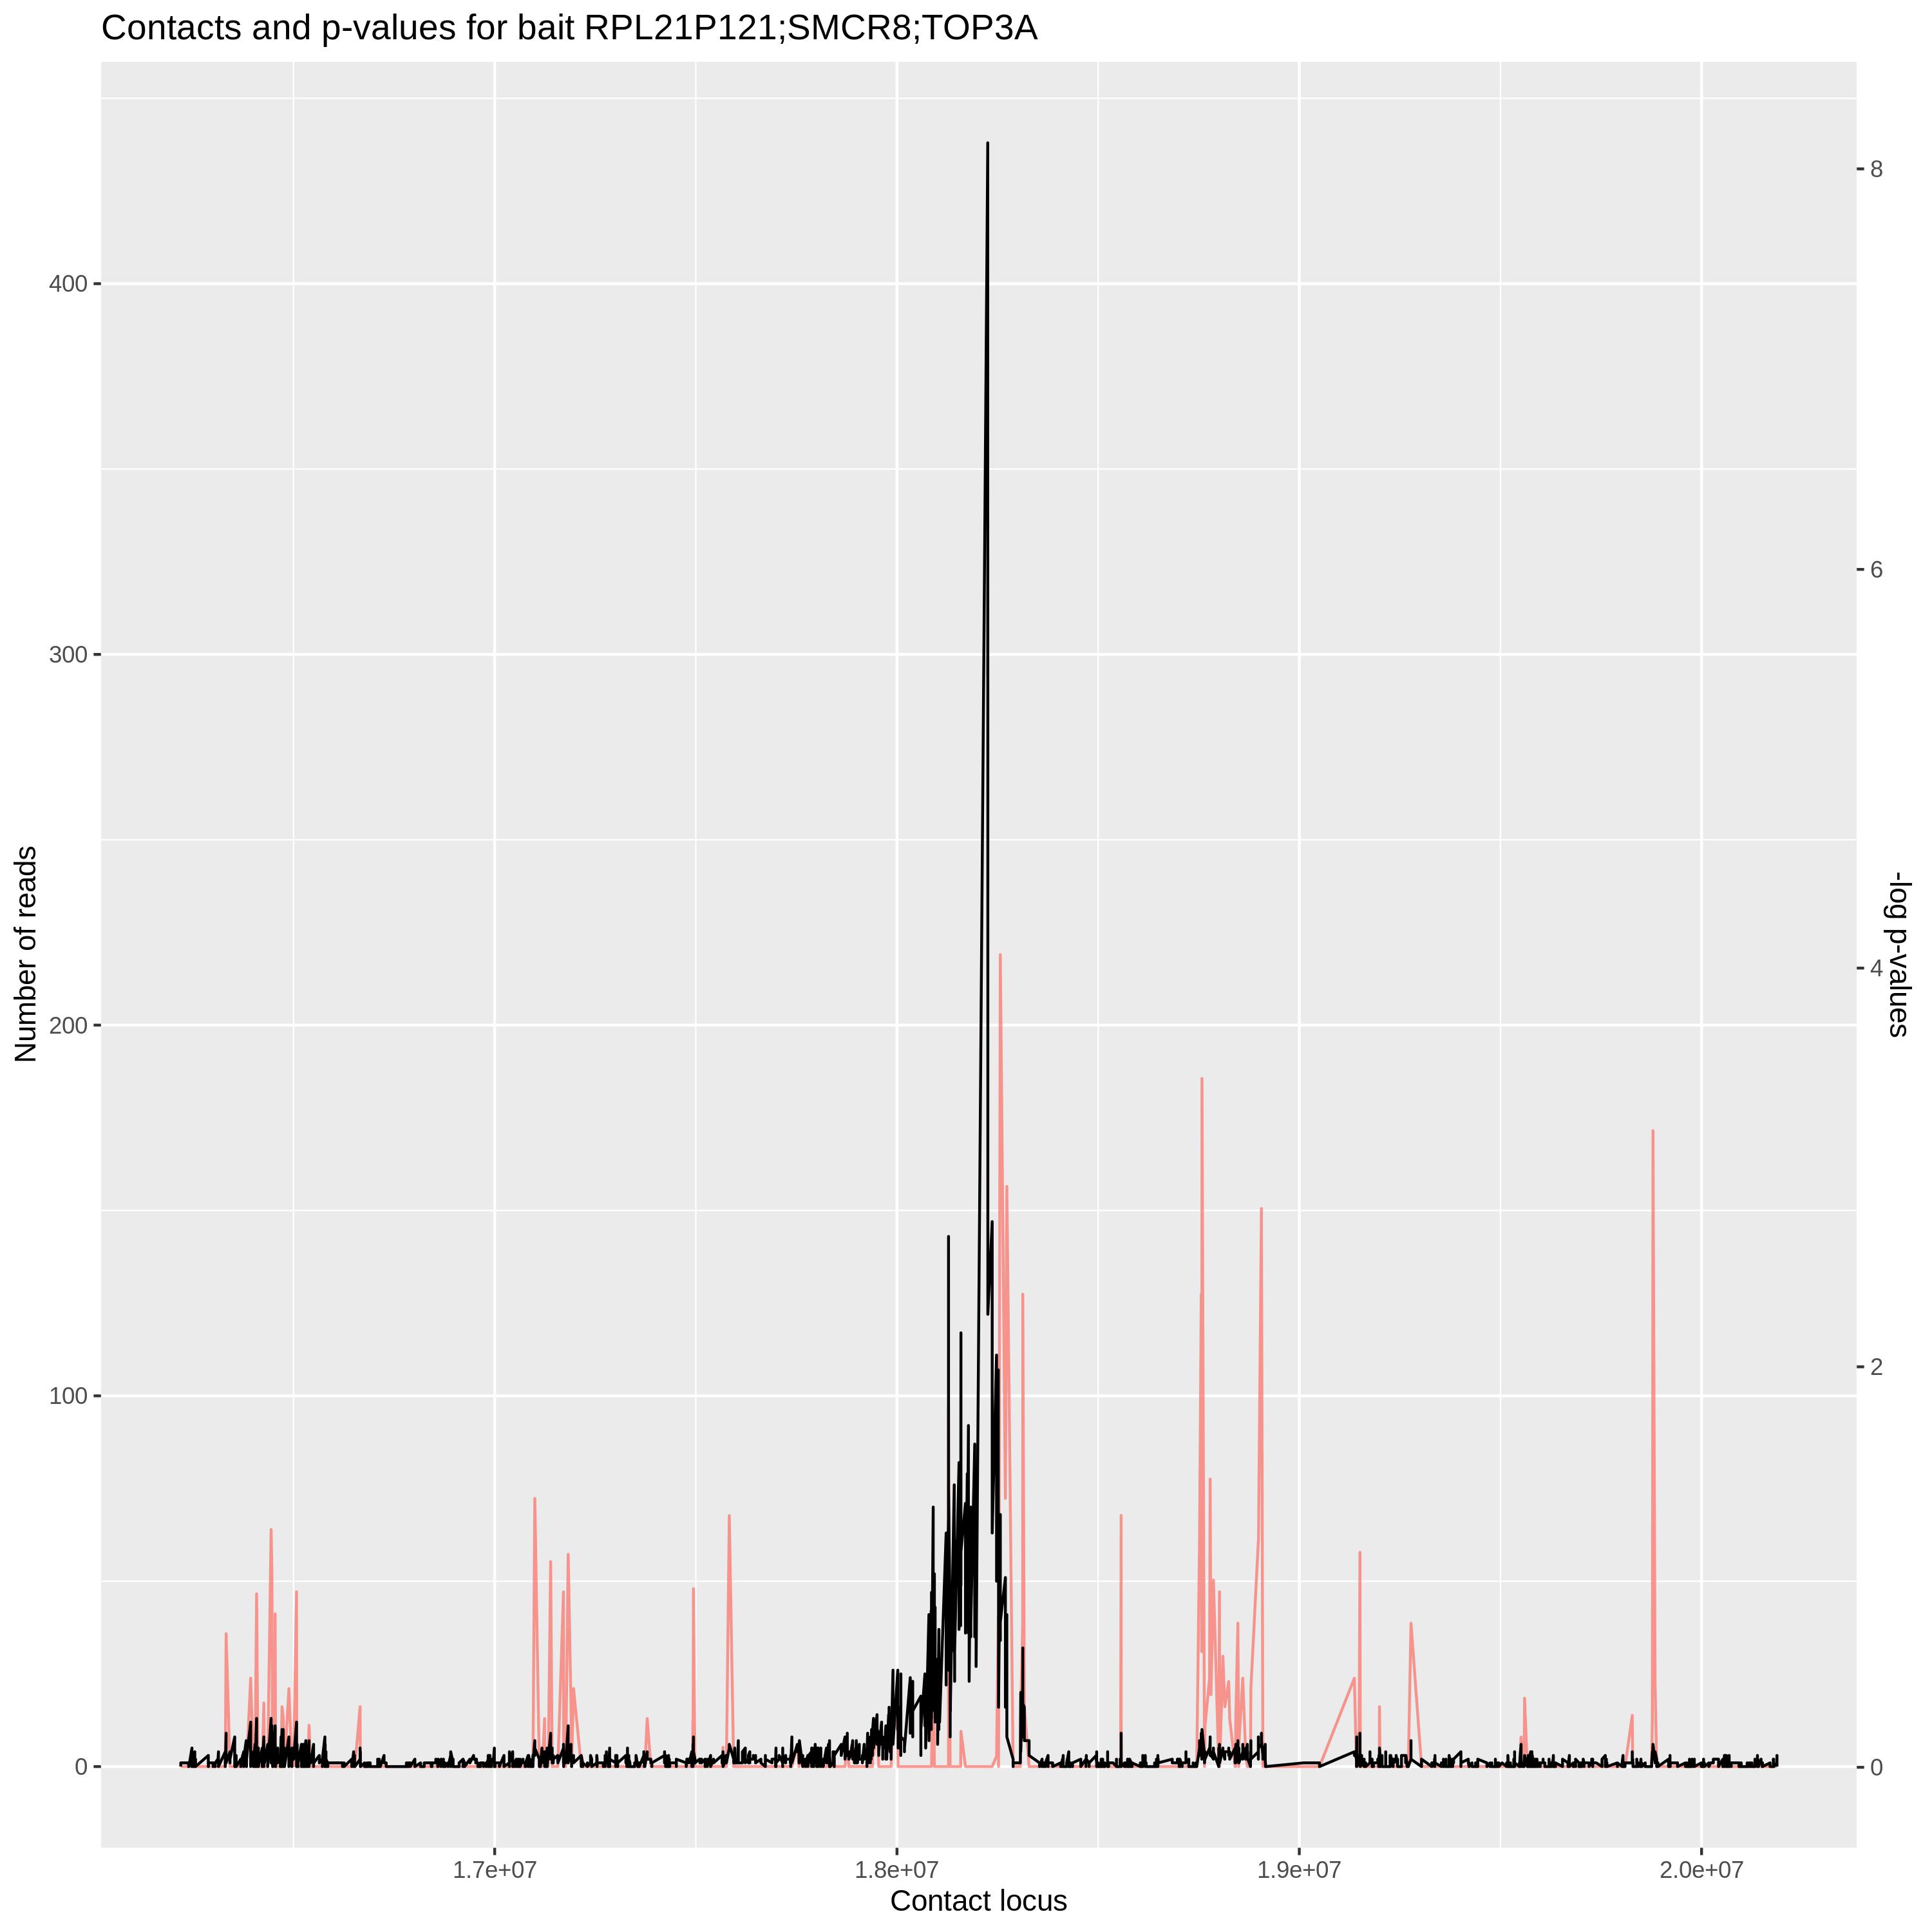 Contacts and p-values for bait RPL21P121;SMCR8;TOP3A
400
300
200
100
0
Number of reads
8
6
4
2
0
-log p-values
1.7e+07
1.8e+07
1.9e+07
2.0e+07
Contact locus